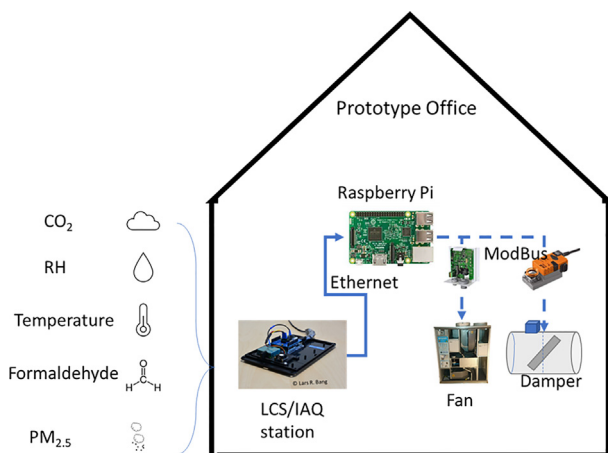 Prototype Office
Raspberry Pi
CO₂
RH
ModBus
Ethernet
Temperature
Formaldehyde
O
H
C
H
© Lars R. Bang
LCS/IAQ
station
Fan
Damper
PM₂.₅